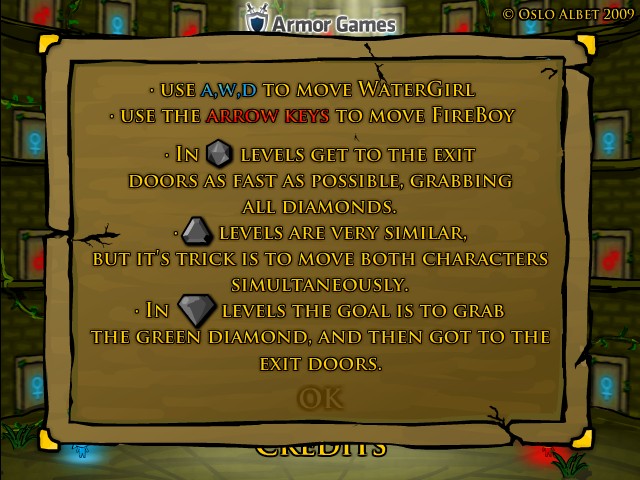 Armor Games
© Oslo Albet 2009
· use A,W,D to move WaterGirl
· use the arrow keys to move FireBoy
· In levels get to the exit
doors as fast as possible, grabbing
all diamonds.
· levels are very similar,
but it's trick is to move both characters
simultaneously.
· In levels the goal is to grab
the green diamond, and then got to the
exit doors.
OK
Credits